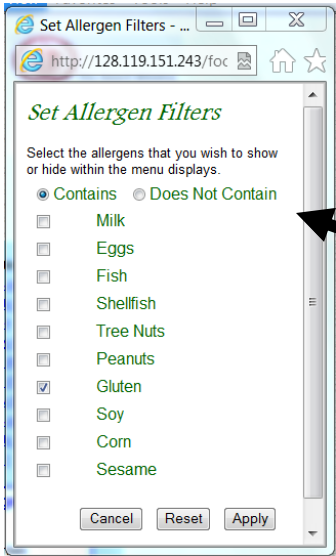 Set Allergen Filters - ...
http://128.119.151.243/foc
Set Allergen Filters
Select the allergens that you wish to show
or hide within the menu displays.
Contains Does Not Contain
Milk
Eggs
Fish
Shellfish
Tree Nuts
Peanuts
Gluten
Soy
Corn
Sesame
Cancel Reset Apply